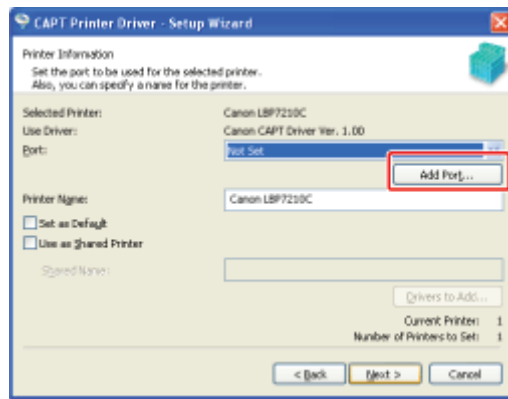 CAPT Printer Driver - Setup Wizard
Printer Information
Set the port to be used for the selected printer.
Also, you can specify a name for the printer.
Selected Printer: Canon LBP7210C
Use Driver: Canon CAPT Driver Ver. 1.00
Port: Not Set
Add Port...
Printer Name: Canon LBP7210C
Set as Default
Use as Shared Printer
Shared Name:
Drivers to Add...
Current Printer: 1
Number of Printers to Set: 1
< Back Next > Cancel